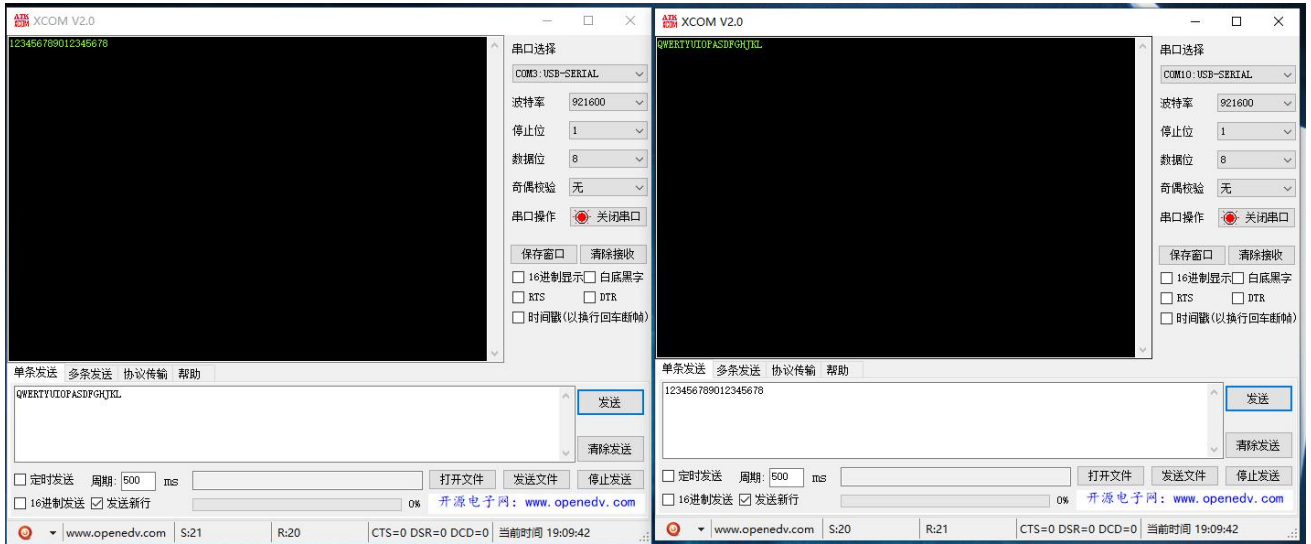 XCOM V2.0
123456789012345678
串口选择
COM3:USB-SERIAL
波特率 921600
停止位 1
数据位 8
奇偶校验 无
串口操作 关闭串口
保存窗口 清除接收
16进制显示 白底黑字
RTS DTR
时间戳(以换行回车断帧)
单条发送 多条发送 协议传输 帮助
QWERTYUIOPASDFGHJKL
发送
清除发送
定时发送 周期: 500 ms 打开文件 发送文件 停止发送
16进制发送 发送新行 0% 开源电子网: www.openedv.com
www.openedv.com S:21 R:20 CTS=0 DSR=0 DCD=0 当前时间 19:09:42
XCOM V2.0
QWERTYUIOPASDFGHJKL
串口选择
COM10:USB-SERIAL
波特率 921600
停止位 1
数据位 8
奇偶校验 无
串口操作 关闭串口
保存窗口 清除接收
16进制显示 白底黑字
RTS DTR
时间戳(以换行回车断帧)
单条发送 多条发送 协议传输 帮助
123456789012345678
发送
清除发送
定时发送 周期: 500 ms 打开文件 发送文件 停止发送
16进制发送 发送新行 0% 开源电子网: www.openedv.com
www.openedv.com S:20 R:21 CTS=0 DSR=0 DCD=0 当前时间 19:09:42